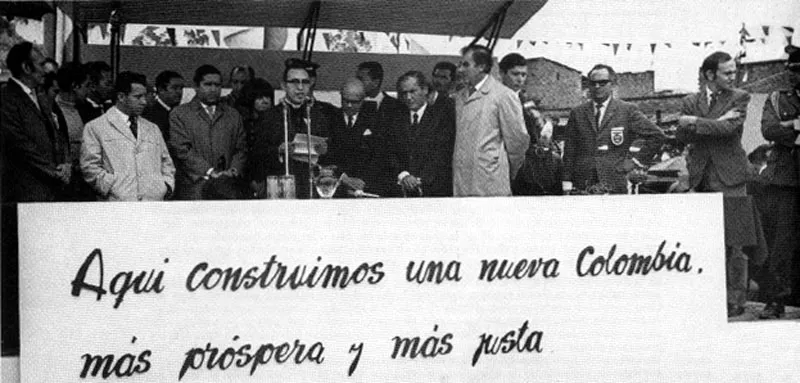 Aqui construimos una nueva Colombia.
más próspera y más justa